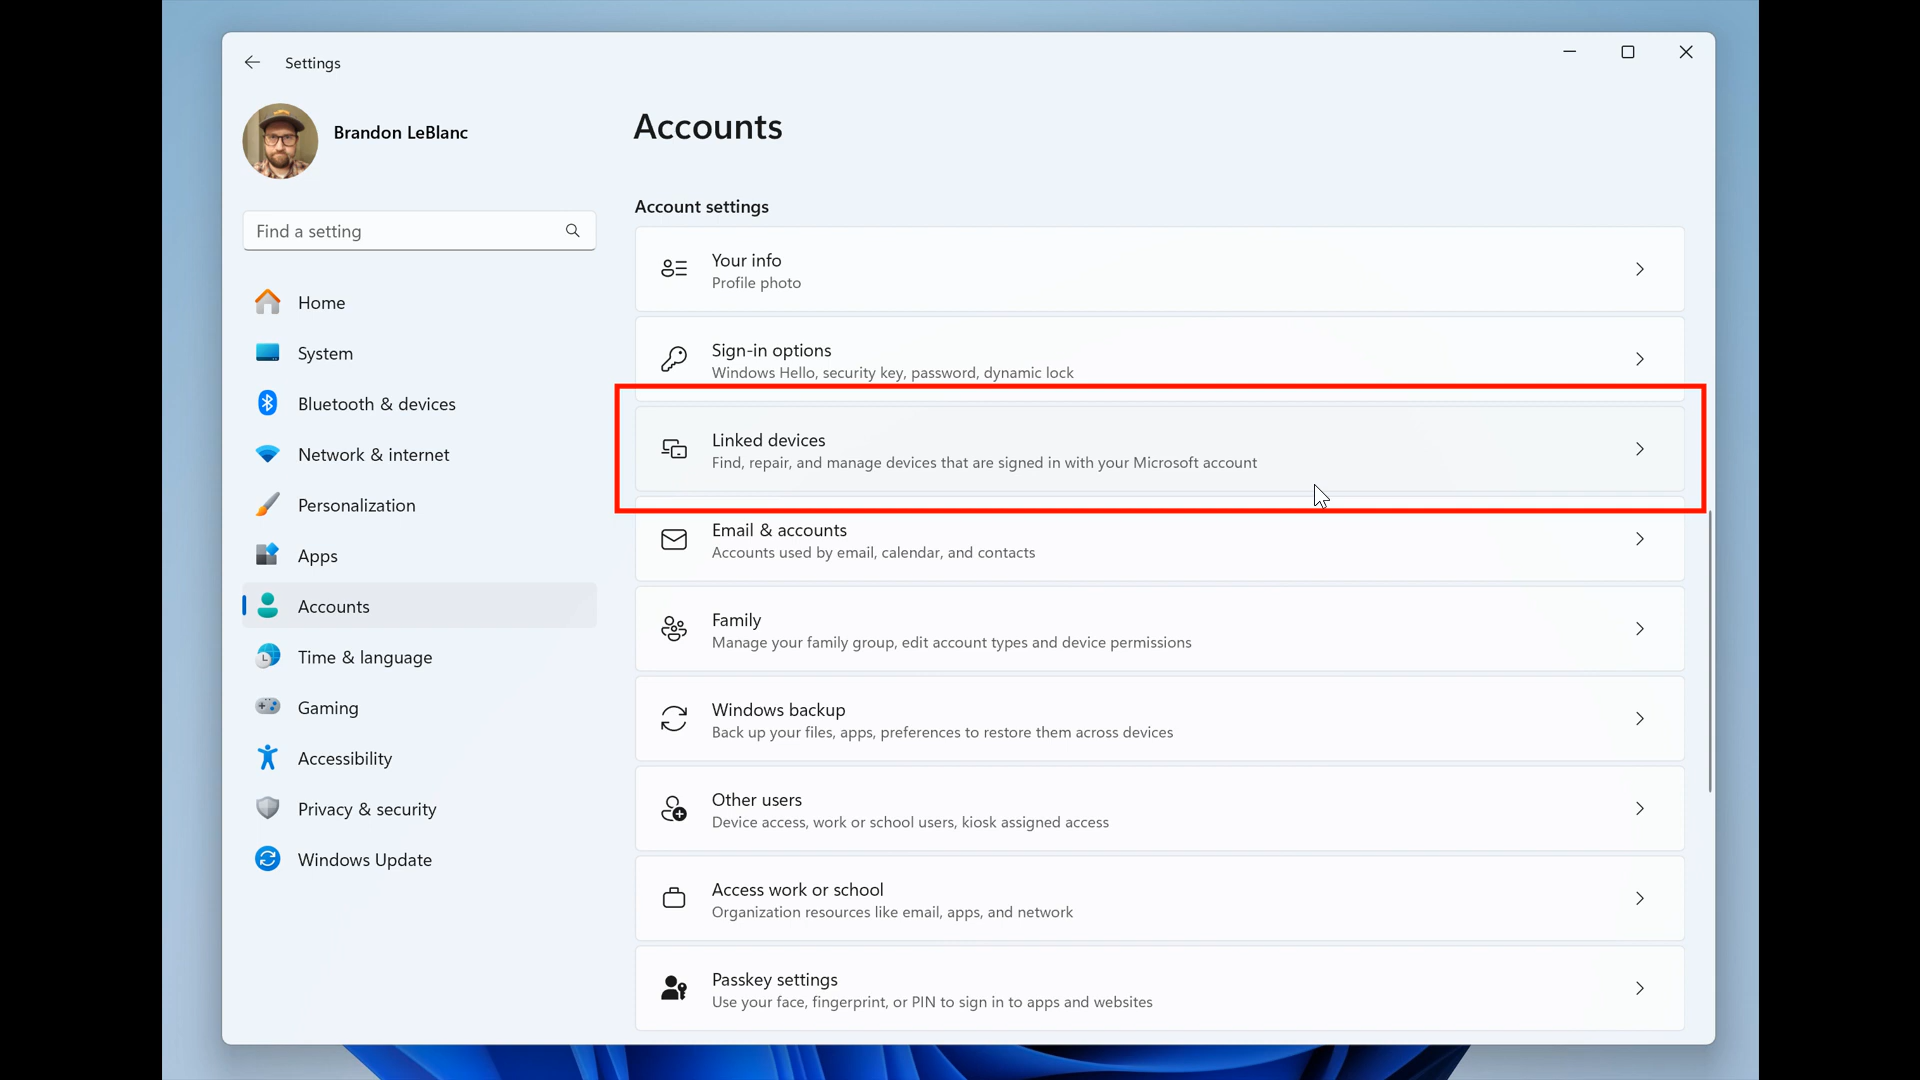 Settings
Brandon LeBlanc
Find a setting
Home
System
Bluetooth & devices
Network & internet
Personalization
Apps
Accounts
Time & language
Gaming
Accessibility
Privacy & security
Windows Update
Accounts
Account settings
Your info
Profile photo
Sign-in options
Windows Hello, security key, password, dynamic lock
Linked devices
Find, repair, and manage devices that are signed in with your Microsoft account
Email & accounts
Accounts used by email, calendar, and contacts
Family
Manage your family group, edit account types and device permissions
Windows backup
Back up your files, apps, preferences to restore them across devices
Other users
Device access, work or school users, kiosk assigned access
Access work or school
Organization resources like email, apps, and network
Passkey settings
Use your face, fingerprint, or PIN to sign in to apps and websites